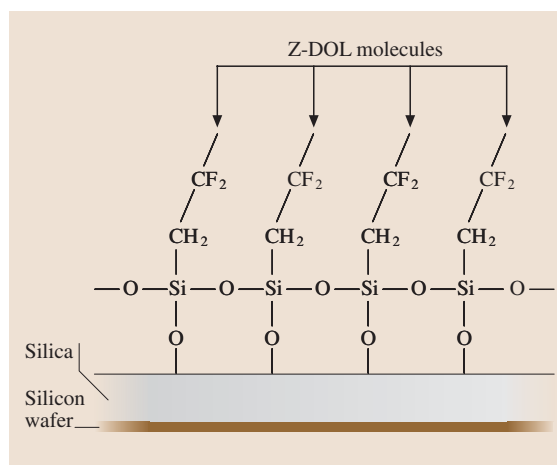 Z-DOL molecules
CF2 CF2 CF2 CF2
CH2 CH2 CH2 CH2
—O—Si—O—Si—O—Si—O—Si—O—
O O O O
Silica
Silicon
wafer